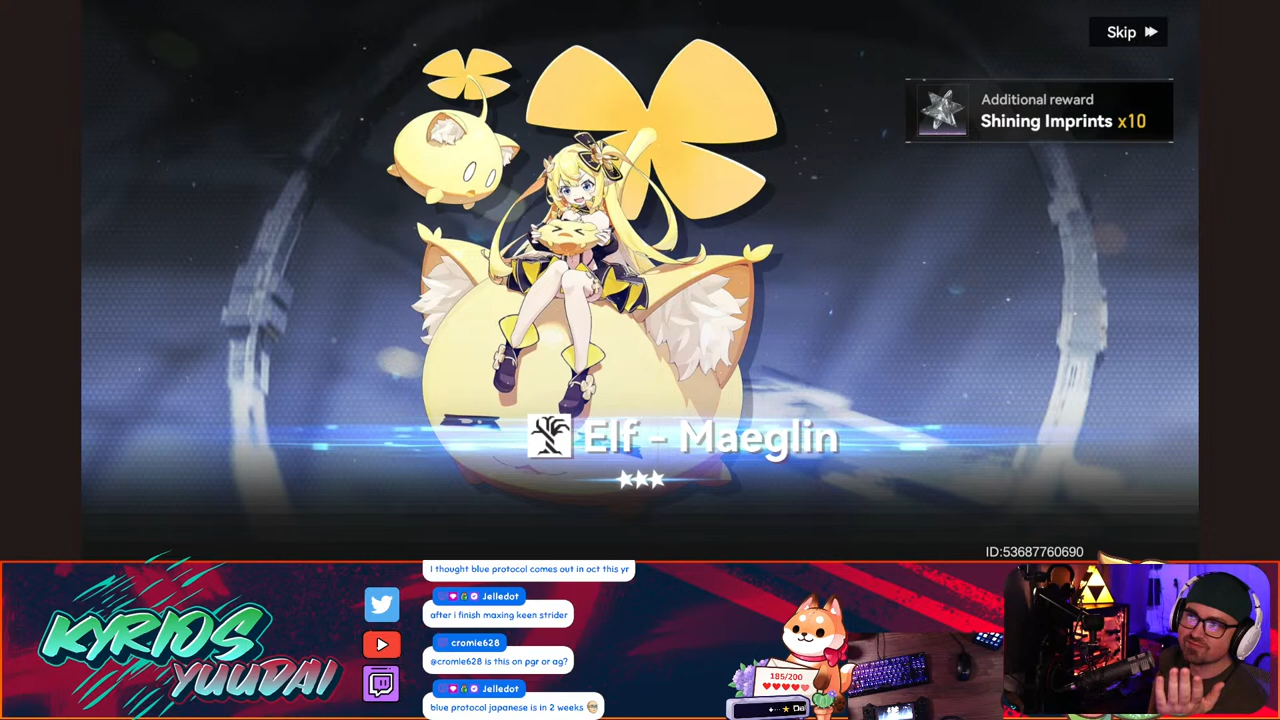 Skip
Additional reward
Shining Imprints x10
Elf - Maeglin
ID:53687760690
KYRIOS
YUUDAI
I thought blue protocol comes out in oct this yr
Jelledot
after i finish maxing keen strider
cromie628
@cromie628 is this on pgr or ag?
Jelledot
blue protocol japanese is in 2 weeks
185/200